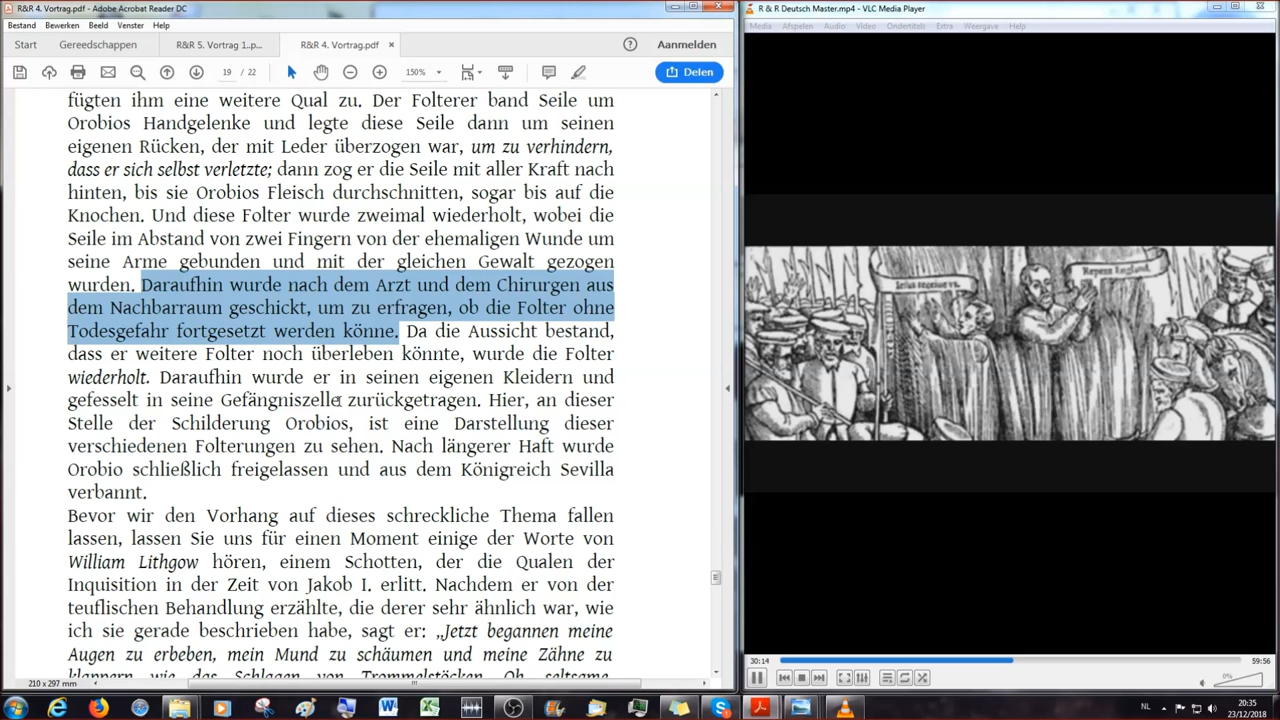 R&R 4. Vortrag.pdf - Adobe Acrobat Reader DC
Bestand Bewerken Beeld Venster Help
Start Gereedschappen R&R 5. Vortrag 1..p... R&R 4. Vortrag.pdf × Aanmelden
19 / 22 150% Delen
fügten ihm eine weitere Qual zu. Der Folterer band Seile um
Orobios Handgelenke und legte diese Seile dann um seinen
eigenen Rücken, der mit Leder überzogen war, um zu verhindern,
dass er sich selbst verletzte; dann zog er die Seile mit aller Kraft nach
hinten, bis sie Orobios Fleisch durchschnitten, sogar bis auf die
Knochen. Und diese Folter wurde zweimal wiederholt, wobei die
Seile im Abstand von zwei Fingern von der ehemaligen Wunde um
seine Arme gebunden und mit der gleichen Gewalt gezogen
wurden. Daraufhin wurde nach dem Arzt und dem Chirurgen aus
dem Nachbarraum geschickt, um zu erfragen, ob die Folter ohne
Todesgefahr fortgesetzt werden könne. Da die Aussicht bestand,
dass er weitere Folter noch überleben könnte, wurde die Folter
wiederholt. Daraufhin wurde er in seinen eigenen Kleidern und
gefesselt in seine Gefängniszelle zurückgetragen. Hier, an dieser
Stelle der Schilderung Orobios, ist eine Darstellung dieser
verschiedenen Folterungen zu sehen. Nach längerer Haft wurde
Orobio schließlich freigelassen und aus dem Königreich Sevilla
verbannt.
Bevor wir den Vorhang auf dieses schreckliche Thema fallen
lassen, lassen Sie uns für einen Moment einige der Worte von
William Lithgow hören, einem Schotten, der die Qualen der
Inquisition in der Zeit von Jakob I. erlitt. Nachdem er von der
teuflischen Behandlung erzählte, die derer sehr ähnlich war, wie
ich sie gerade beschrieben habe, sagt er: „Jetzt begannen meine
Augen zu erbeben, mein Mund zu schäumen und meine Zähne zu
klappern wie das Schlagen von Trommelstöcken. Oh, seltsame,
210 x 297 mm
R & R Deutsch Master.mp4 - VLC Media Player
Media Afspelen Audio Video Ondertitels Extra Weergave Help
Repent England
30:14 59:56
0%
NL 20:35
23/12/2018